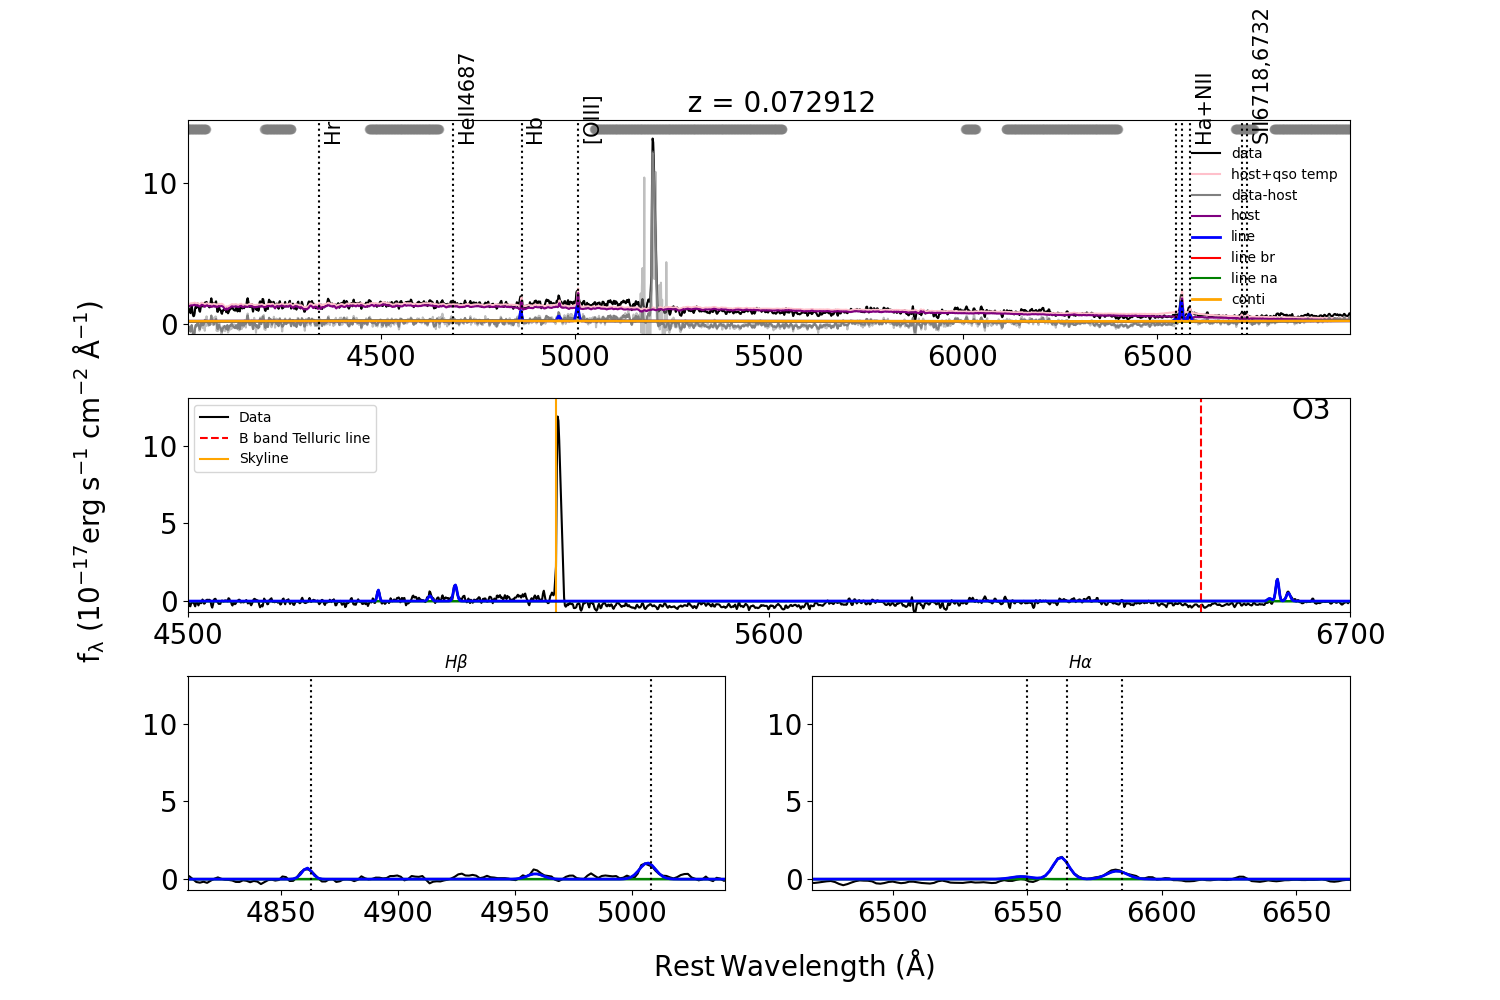 z = 0.072912
Hr
HeII4687
Hb
[OIII]
Ha+NII
SII6718,6732
10
0
data
host+qso temp
data-host
host
line
line br
line na
conti
4500 5000 5500 6000 6500
fλ (10⁻¹⁷erg s⁻¹ cm⁻² Å⁻¹)
O3
Data
B band Telluric line
Skyline
10
5
0
4500 5600 6700
Hβ
10
5
0
4850 4900 4950 5000
Hα
10
5
0
6500 6550 6600 6650
Rest Wavelength (Å)